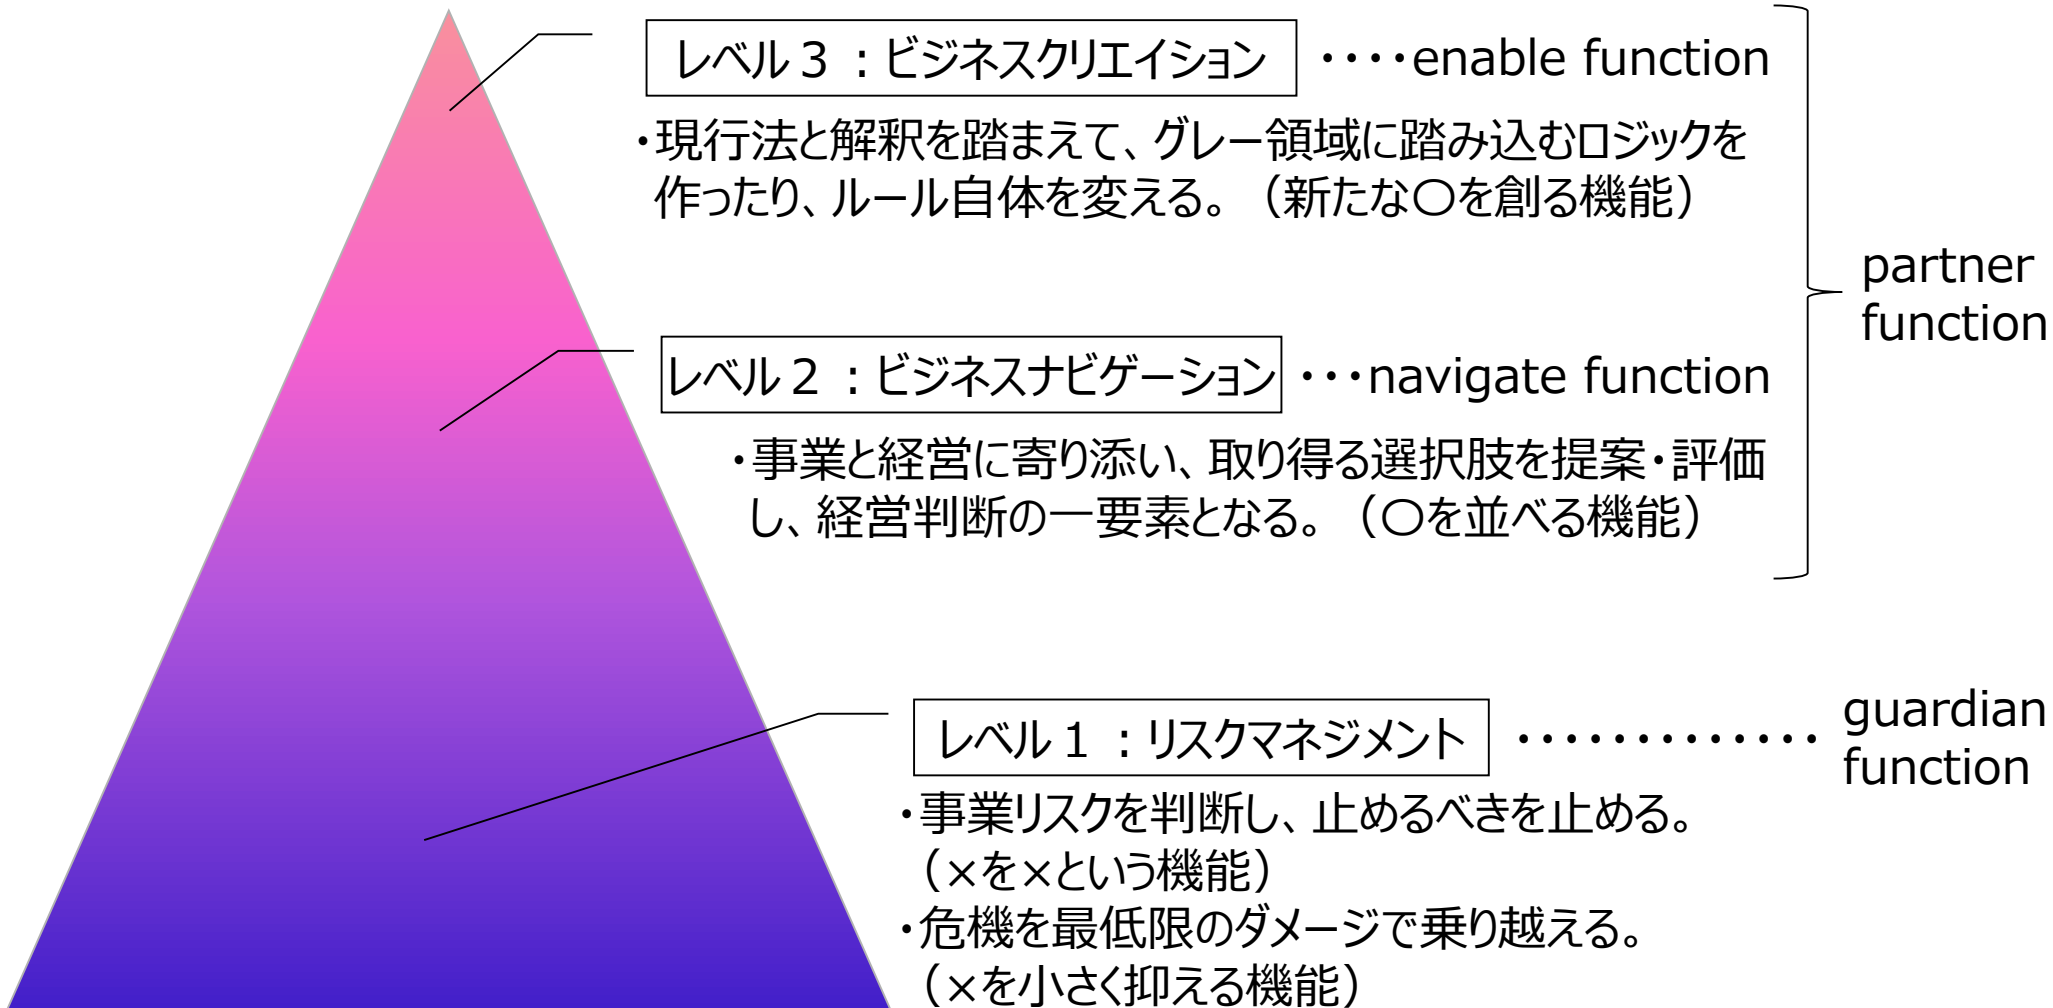 レベル３：ビジネスクリエイション ････enable function
・現行法と解釈を踏まえて、グレー領域に踏み込むロジックを
作ったり、ルール自体を変える。（新たな〇を創る機能）
partner
function
レベル２：ビジネスナビゲーション ･･･navigate function
・事業と経営に寄り添い、取り得る選択肢を提案・評価
し、経営判断の一要素となる。（〇を並べる機能）
レベル１：リスクマネジメント ･････････････ guardian
function
・事業リスクを判断し、止めるべきを止める。
（×を×という機能）
・危機を最低限のダメージで乗り越える。
（×を小さく抑える機能）